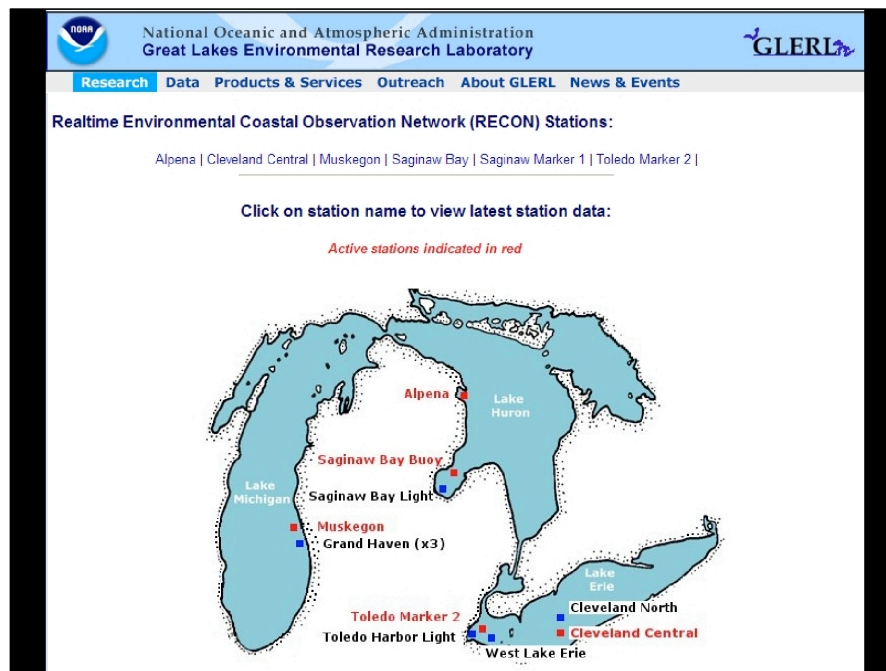 NOAA
National Oceanic and Atmospheric Administration
Great Lakes Environmental Research Laboratory
GLERL
Research Data Products & Services Outreach About GLERL News & Events
Realtime Environmental Coastal Observation Network (RECON) Stations:
Alpena | Cleveland Central | Muskegon | Saginaw Bay | Saginaw Marker 1 | Toledo Marker 2 |
Click on station name to view latest station data:
Active stations indicated in red
Alpena
Lake
Huron
Saginaw Bay Buoy
Lake
Michigan
Saginaw Bay Light
Muskegon
Grand Haven (x3)
Lake
Erie
Cleveland North
Toledo Marker 2
Cleveland Central
Toledo Harbor Light
West Lake Erie